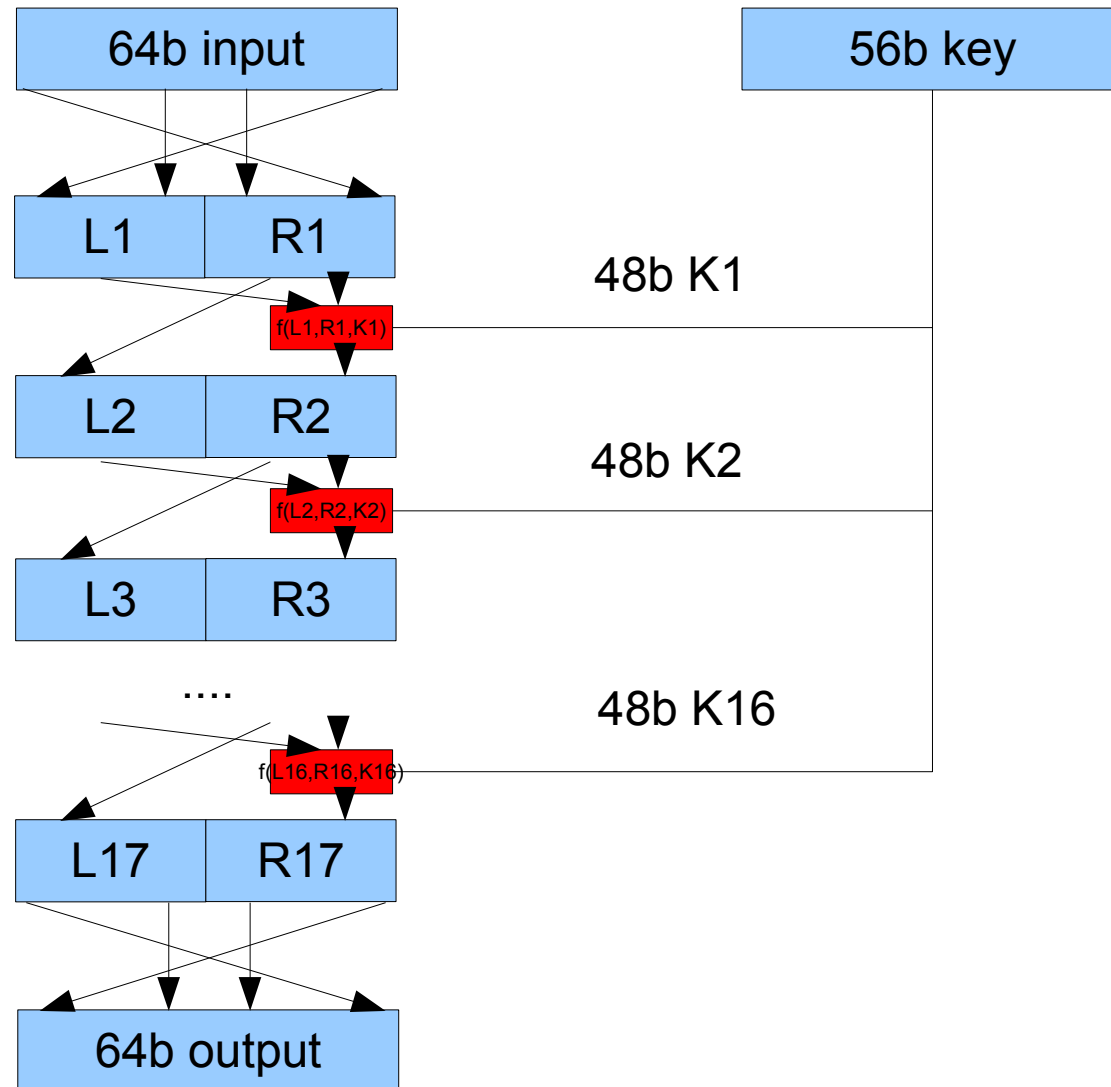 64b input
56b key
L1
R1
48b K1
f(L1,R1,K1)
L2
R2
48b K2
f(L2,R2,K2)
L3
R3
....
48b K16
f(L16,R16,K16)
L17
R17
64b output